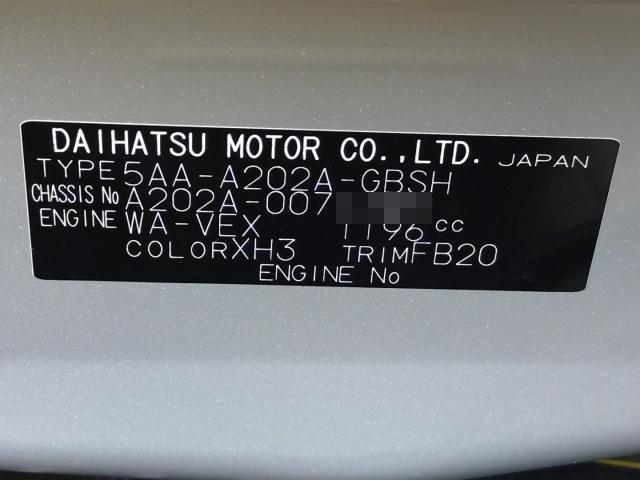 DAIHATSU MOTOR CO.,LTD. JAPAN
TYPE 5AA-A202A-GBSH
CHASSIS No A202A-007
ENGINE WA-VEX 1196 cc
COLOR XH3 TRIM FB20
ENGINE No